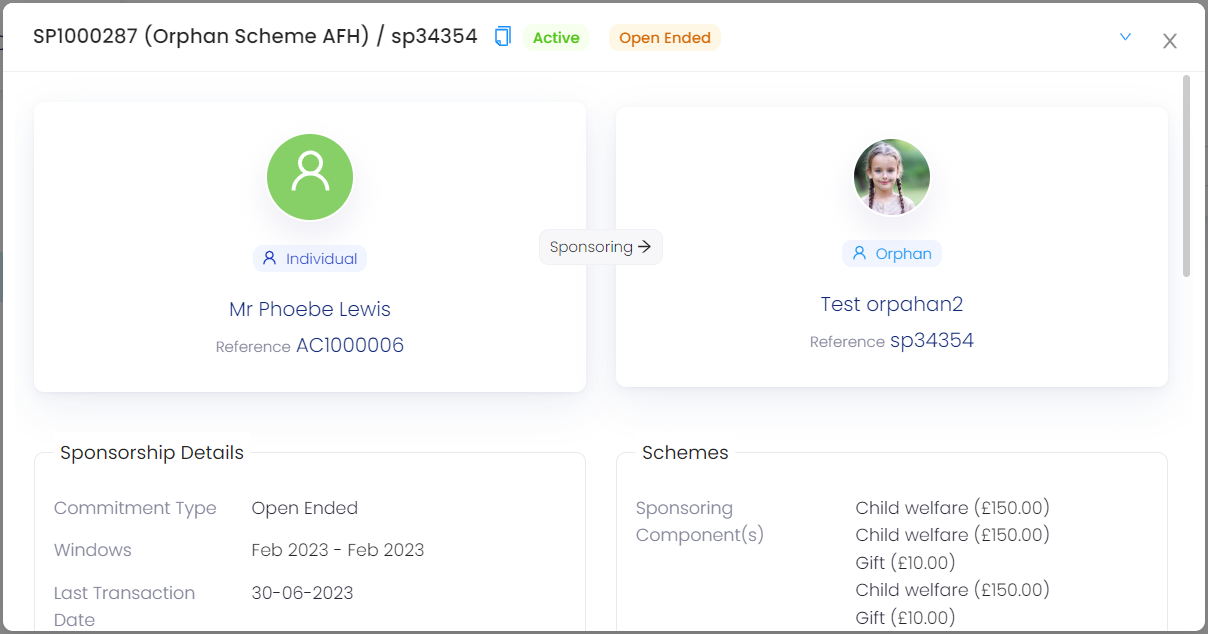 SP1000287 (Orphan Scheme AFH) / sp34354 Active Open Ended
Individual
Mr Phoebe Lewis
Reference AC1000006
Sponsoring →
Orphan
Test orpahan2
Reference sp34354
Sponsorship Details
Commitment Type Open Ended
Windows Feb 2023 - Feb 2023
Last Transaction Date 30-06-2023
Schemes
Sponsoring Component(s)
Child welfare (£150.00)
Child welfare (£150.00)
Gift (£10.00)
Child welfare (£150.00)
Gift (£10.00)